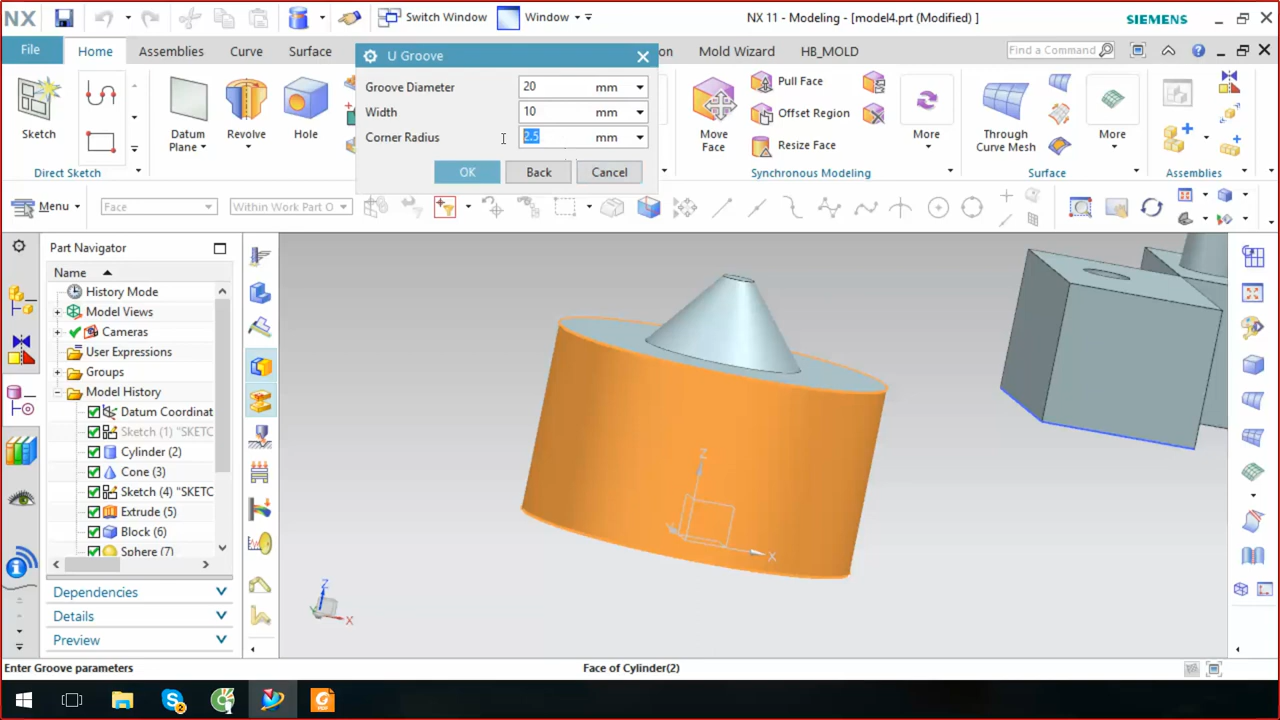 NX
Switch Window
Window
NX 11 - Modeling - [model4.prt (Modified) ]
SIEMENS
File
Home
Assemblies
Curve
Surface
on
Mold Wizard
HB_MOLD
Find a Command
U Groove
Groove Diameter
20
mm
Width
10
mm
Corner Radius
2.5
mm
OK
Back
Cancel
Sketch
Datum
Plane
Revolve
Hole
Direct Sketch
Move
Face
Pull Face
Offset Region
Resize Face
More
Synchronous Modeling
Through
Curve Mesh
More
Surface
Assemblies
Menu
Face
Within Work Part O
Part Navigator
Name
History Mode
Model Views
Cameras
User Expressions
Groups
Model History
Datum Coordinat
Sketch (1) "SKETC
Cylinder (2)
Cone (3)
Sketch (4) "SKETC
Extrude (5)
Block (6)
Sphere (7)
Dependencies
Details
Preview
Z
Y
X
Z
X
Enter Groove parameters
Face of Cylinder(2)
2